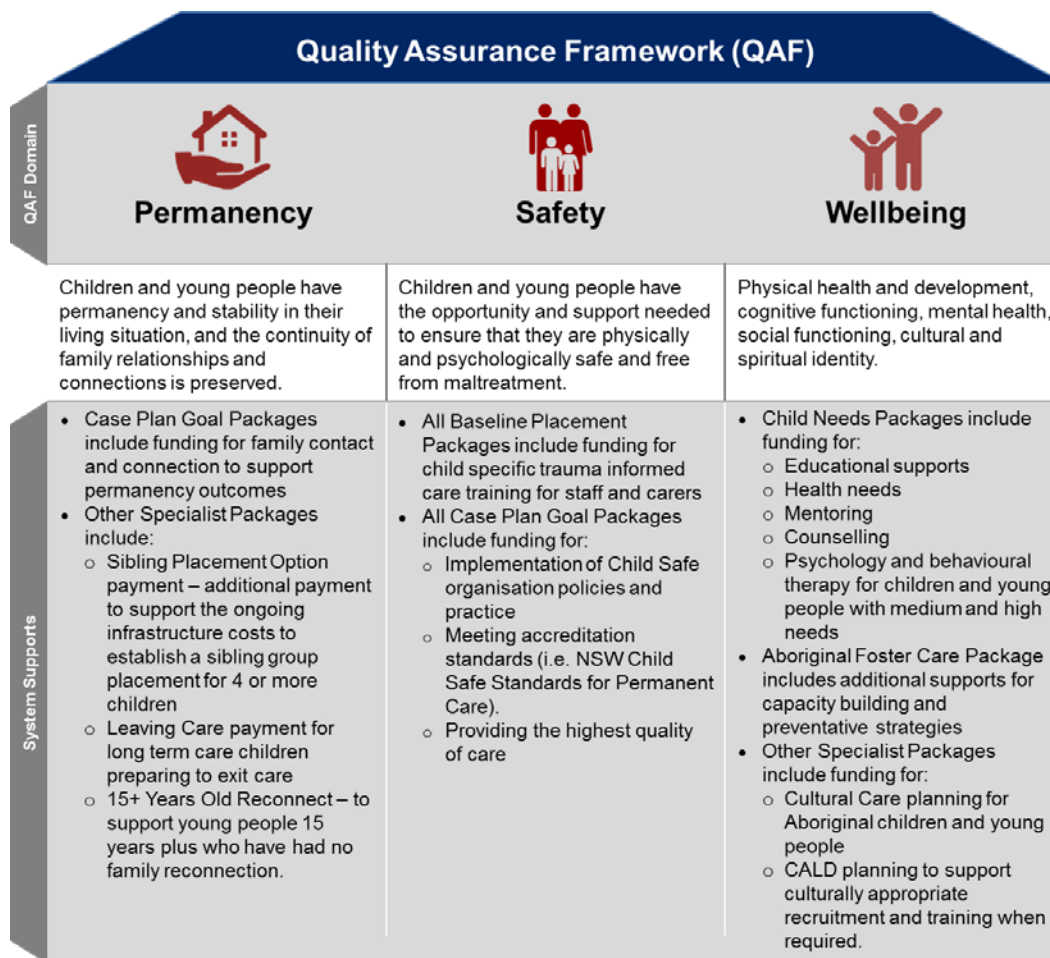 Quality Assurance Framework (QAF)
QAF Domain
Permanency
Safety
Wellbeing
Children and young people have
permanency and stability in their
living situation, and the continuity of
family relationships and
connections is preserved.
Children and young people have
the opportunity and support needed
to ensure that they are physically
and psychologically safe and free
from maltreatment.
Physical health and development,
cognitive functioning, mental health,
social functioning, cultural and
spiritual identity.
System Supports
• Case Plan Goal Packages
include funding for family contact
and connection to support
permanency outcomes
• Other Specialist Packages
include:
o Sibling Placement Option
payment – additional payment
to support the ongoing
infrastructure costs to
establish a sibling group
placement for 4 or more
children
o Leaving Care payment for
long term care children
preparing to exit care
o 15+ Years Old Reconnect – to
support young people 15
years plus who have had no
family reconnection.
• All Baseline Placement
Packages include funding for
child specific trauma informed
care training for staff and carers
• All Case Plan Goal Packages
include funding for:
o Implementation of Child Safe
organisation policies and
practice
o Meeting accreditation
standards (i.e. NSW Child
Safe Standards for Permanent
Care).
o Providing the highest quality
of care
• Child Needs Packages include
funding for:
o Educational supports
o Health needs
o Mentoring
o Counselling
o Psychology and behavioural
therapy for children and young
people with medium and high
needs
• Aboriginal Foster Care Package
includes additional supports for
capacity building and
preventative strategies
• Other Specialist Packages
include funding for:
o Cultural Care planning for
Aboriginal children and young
people
o CALD planning to support
culturally appropriate
recruitment and training when
required.